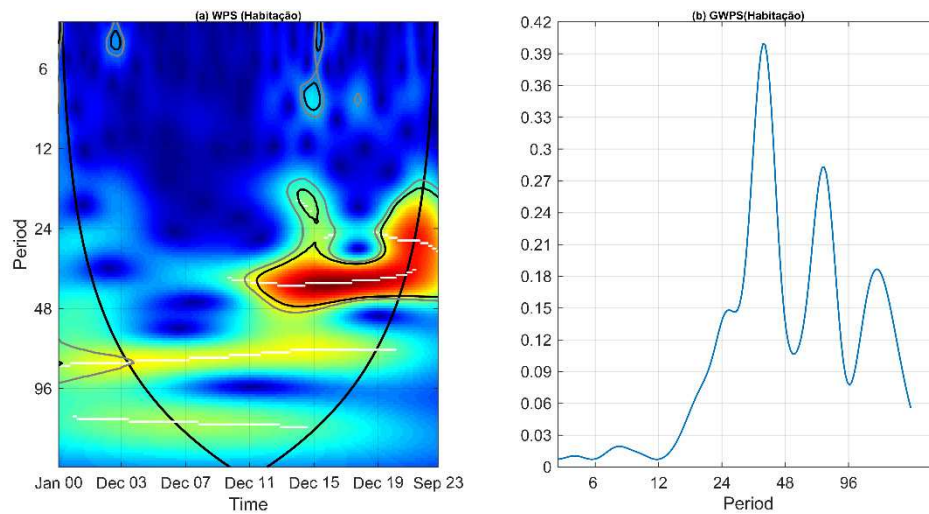 (a) WPS (Habitação)
6
12
24
48
96
Period
Jan 00 Dec 03 Dec 07 Dec 11 Dec 15 Dec 19 Sep 23
Time
(b) GWPS(Habitação)
0.42
0.39
0.36
0.33
0.3
0.27
0.24
0.21
0.18
0.15
0.12
0.09
0.06
0.03
0
6 12 24 48 96
Period